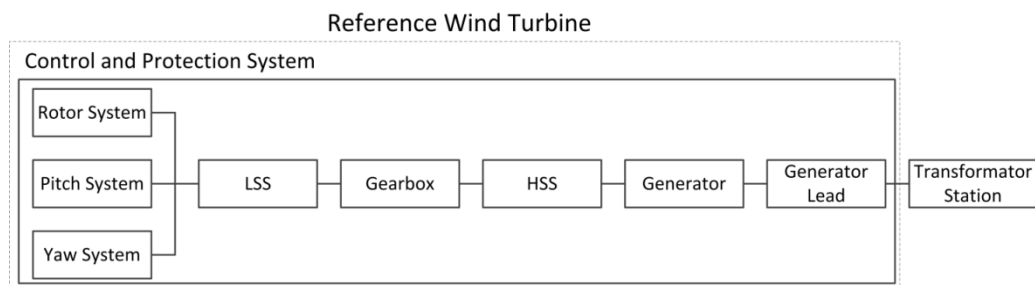 Reference Wind Turbine
Control and Protection System
Rotor System
Pitch System
LSS
Gearbox
HSS
Generator
Generator
Lead
Transformator
Station
Yaw System